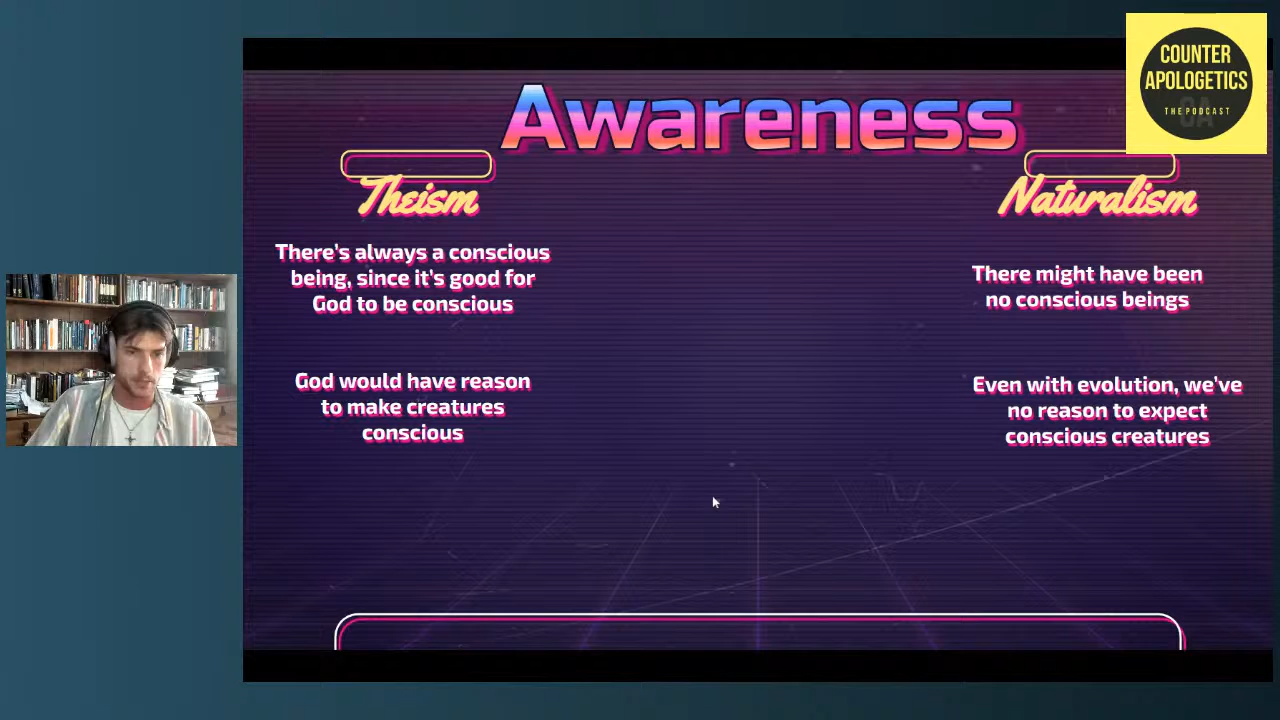 COUNTER
APOLOGETICS
THE PODCAST
Awareness
Theism
There's always a conscious
being, since it's good for
God to be conscious
God would have reason
to make creatures
conscious
Naturalism
There might have been
no conscious beings
Even with evolution, we've
no reason to expect
conscious creatures